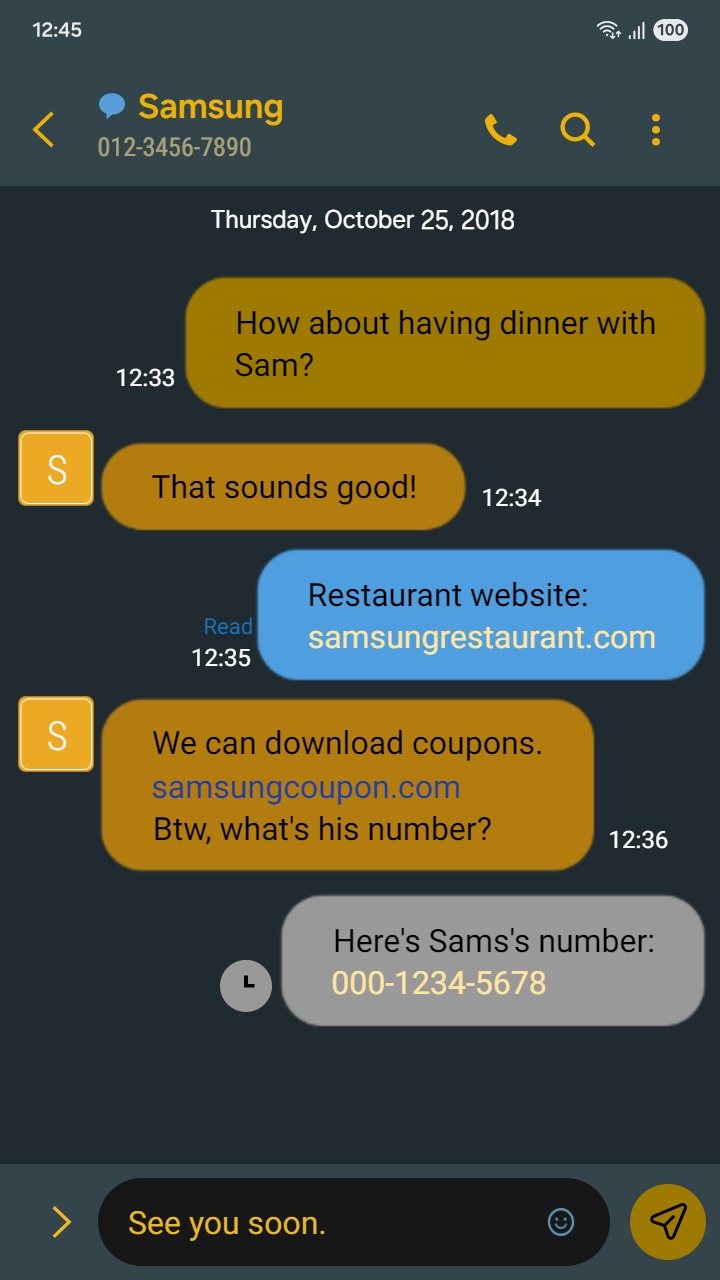 12:45
100
Samsung
012-3456-7890
Thursday, October 25, 2018
How about having dinner with
Sam?
12:33
S
That sounds good!
12:34
Restaurant website:
samsungrestaurant.com
Read
12:35
S
We can download coupons.
samsungcoupon.com
Btw, what's his number?
12:36
Here's Sams's number:
000-1234-5678
See you soon.